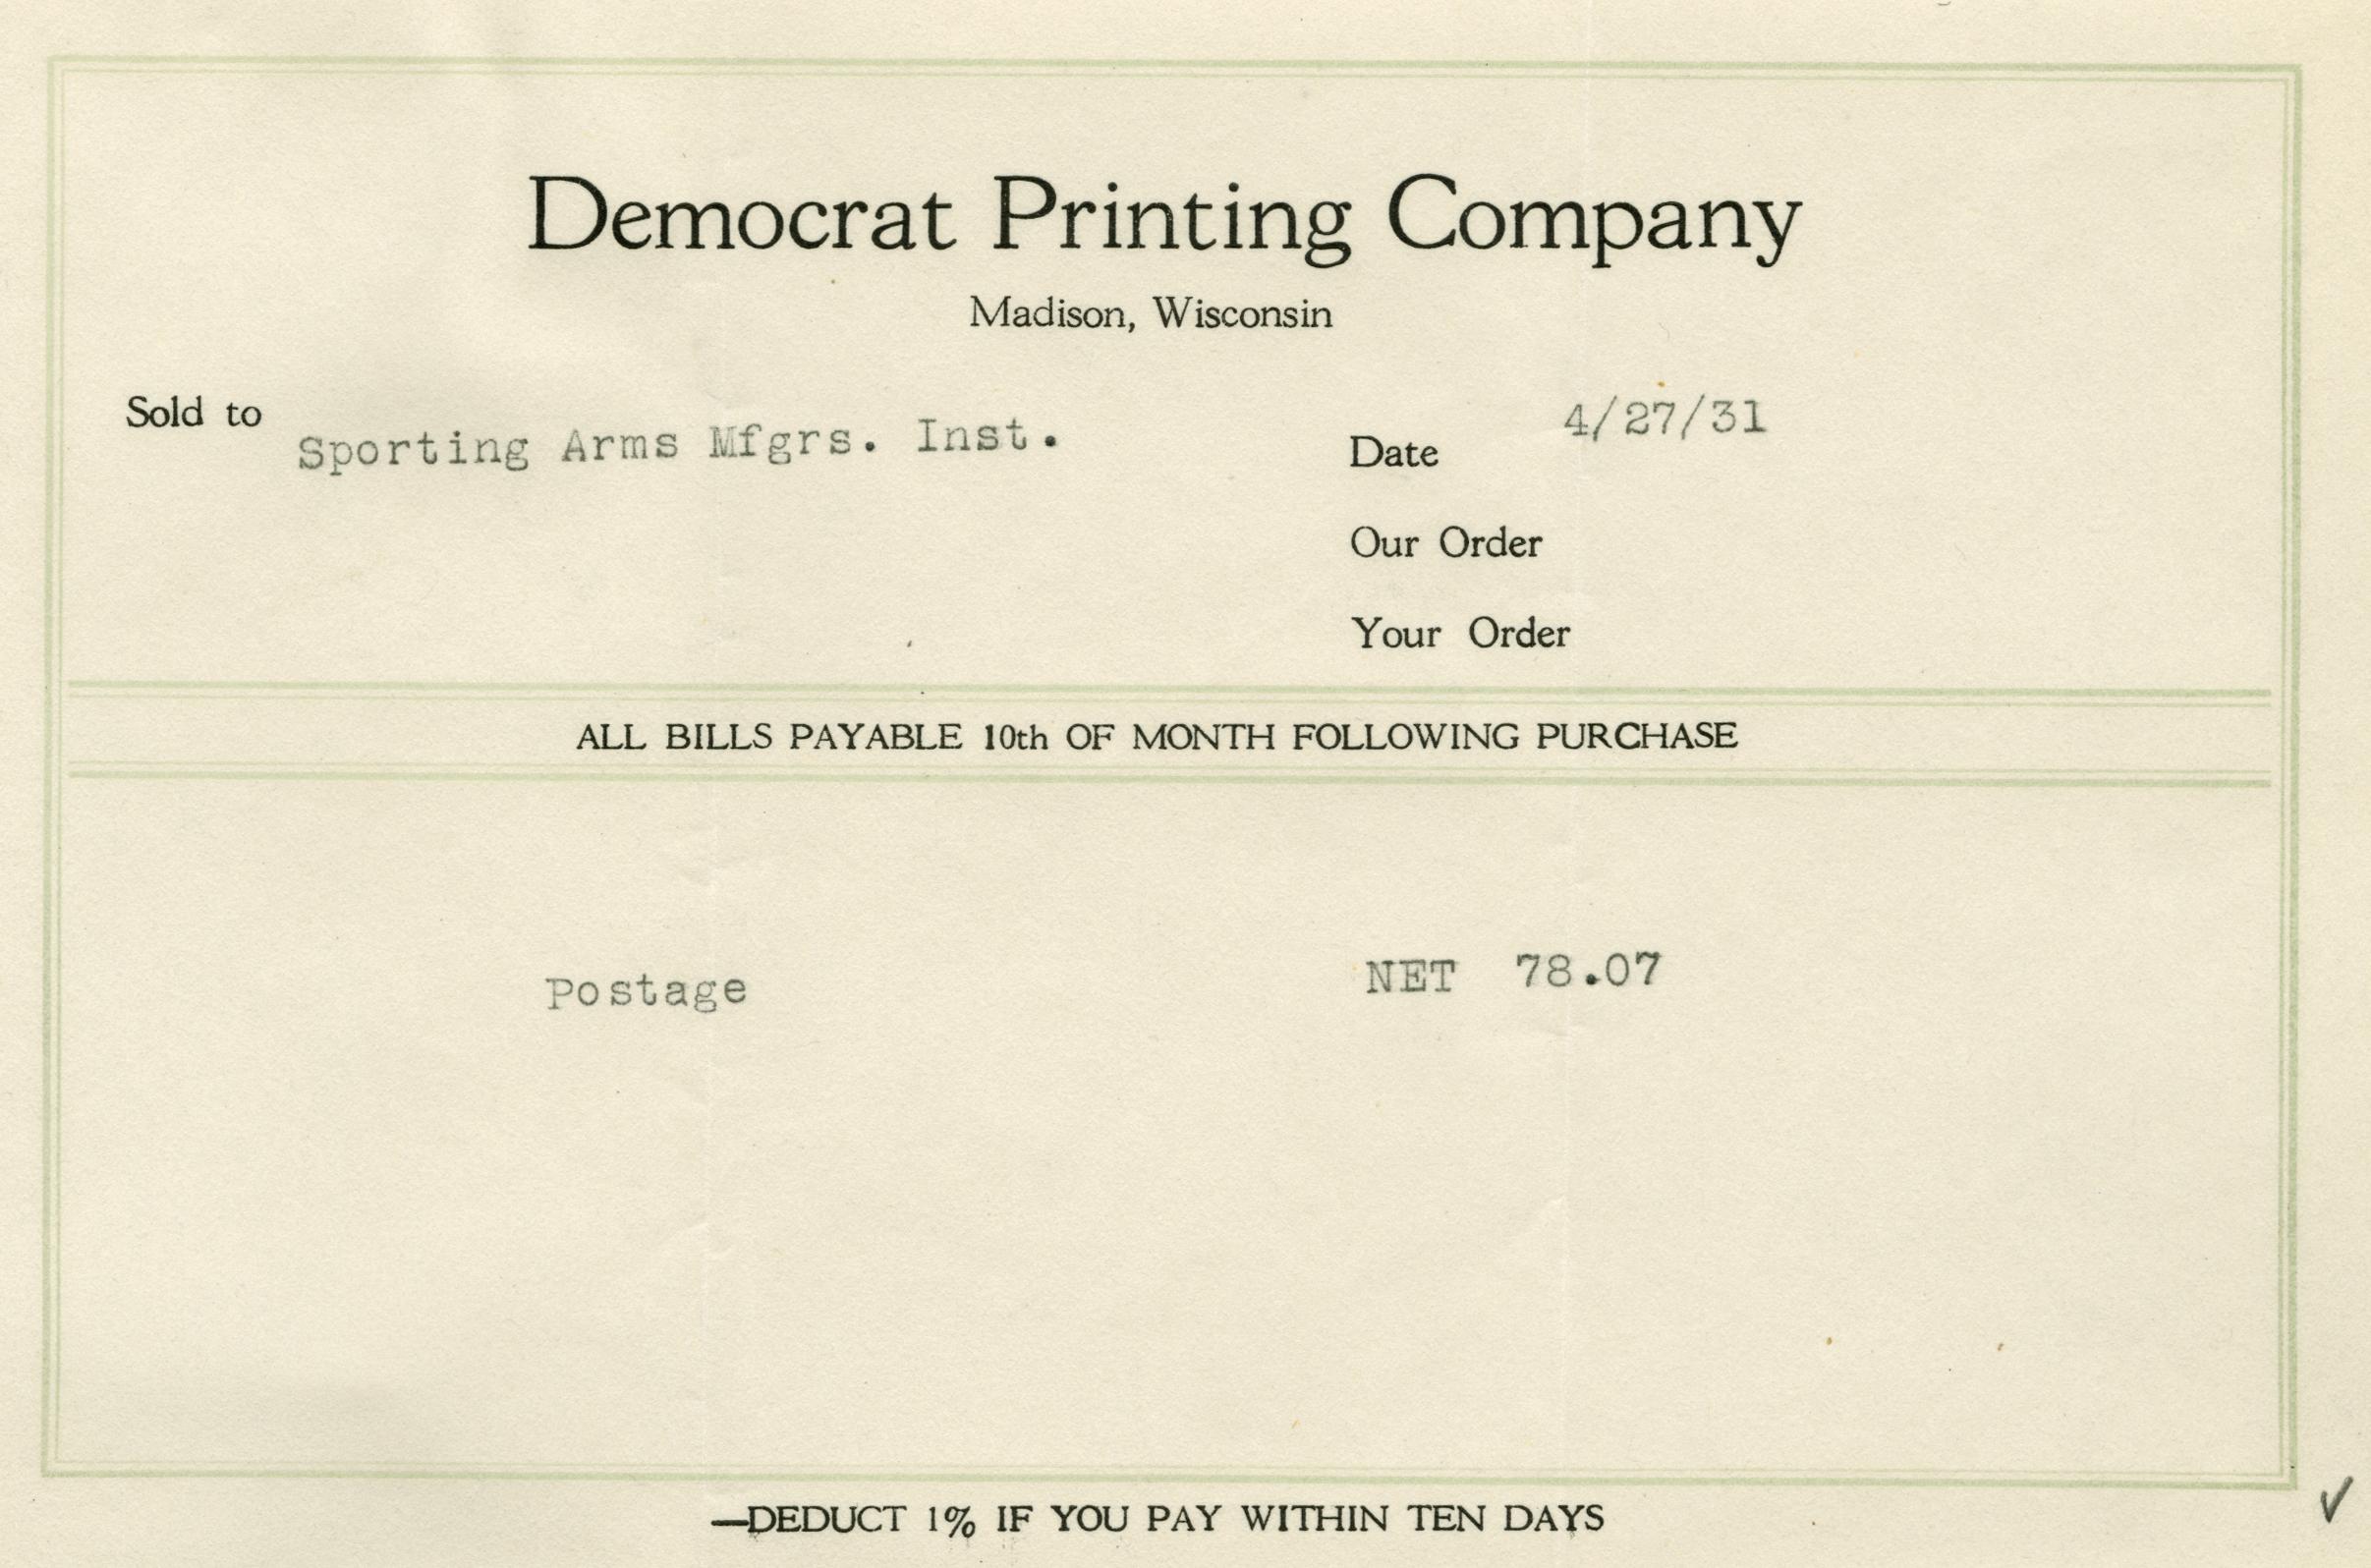 Democrat Printing Company
Madison, Wisconsin
Sold to Sporting Arms Mfgrs. Inst.
Date 4/27/31
Our Order
Your Order
ALL BILLS PAYABLE 10th OF MONTH FOLLOWING PURCHASE
Postage NET 78.07
—DEDUCT 1% IF YOU PAY WITHIN TEN DAYS